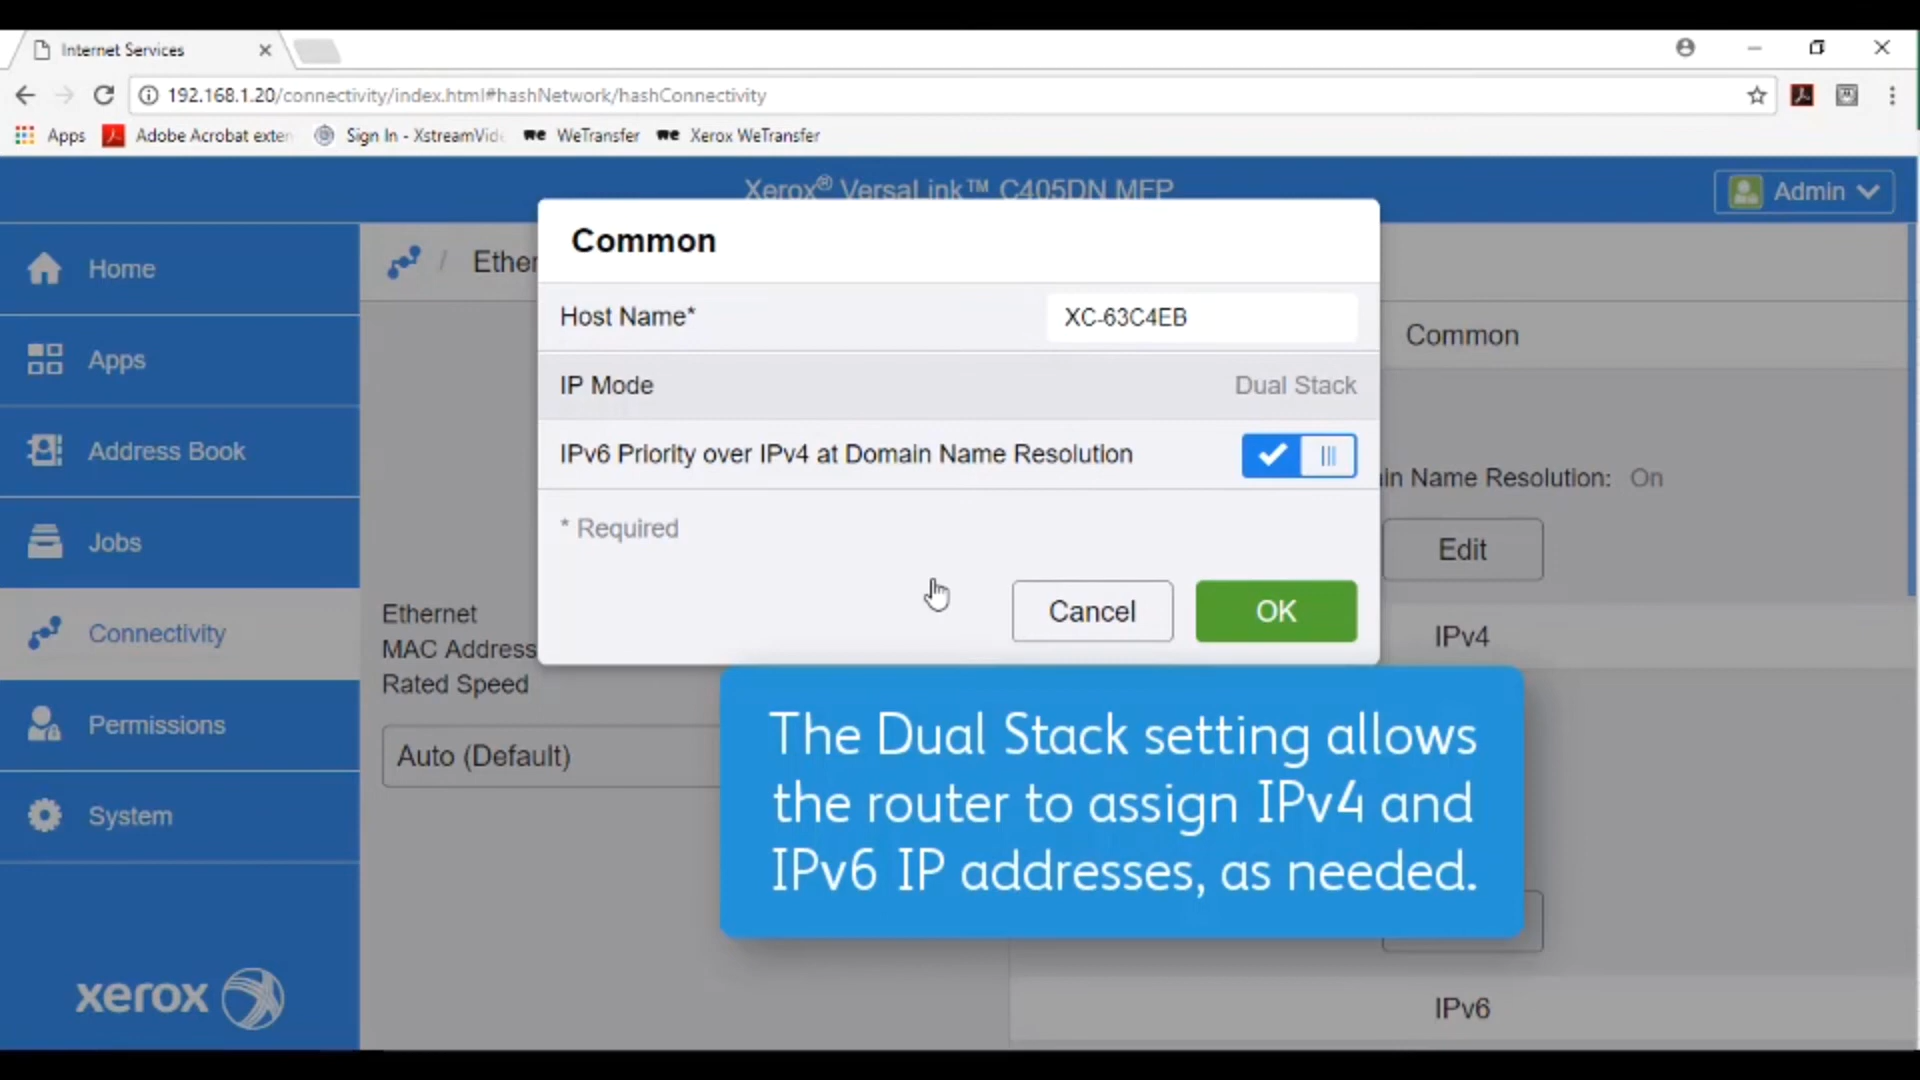 Internet Services
192.168.1.20/connectivity/index.html#hashNetwork/hashConnectivity
Apps
Adobe Acrobat exten
Sign In - XstreamVide
WeTransfer
Xerox WeTransfer
Xerox® VersaLink™ C405DN MFP
Admin
Home
Apps
Address Book
Jobs
Connectivity
Permissions
System
xerox
/ Ether
Common
Host Name*
XC-63C4EB
IP Mode
Dual Stack
IPv6 Priority over IPv4 at Domain Name Resolution
* Required
Cancel
OK
Common
in Name Resolution: On
Edit
IPv4
Ethernet
MAC Address
Rated Speed
Auto (Default)
The Dual Stack setting allows
the router to assign IPv4 and
IPv6 IP addresses, as needed.
IPv6